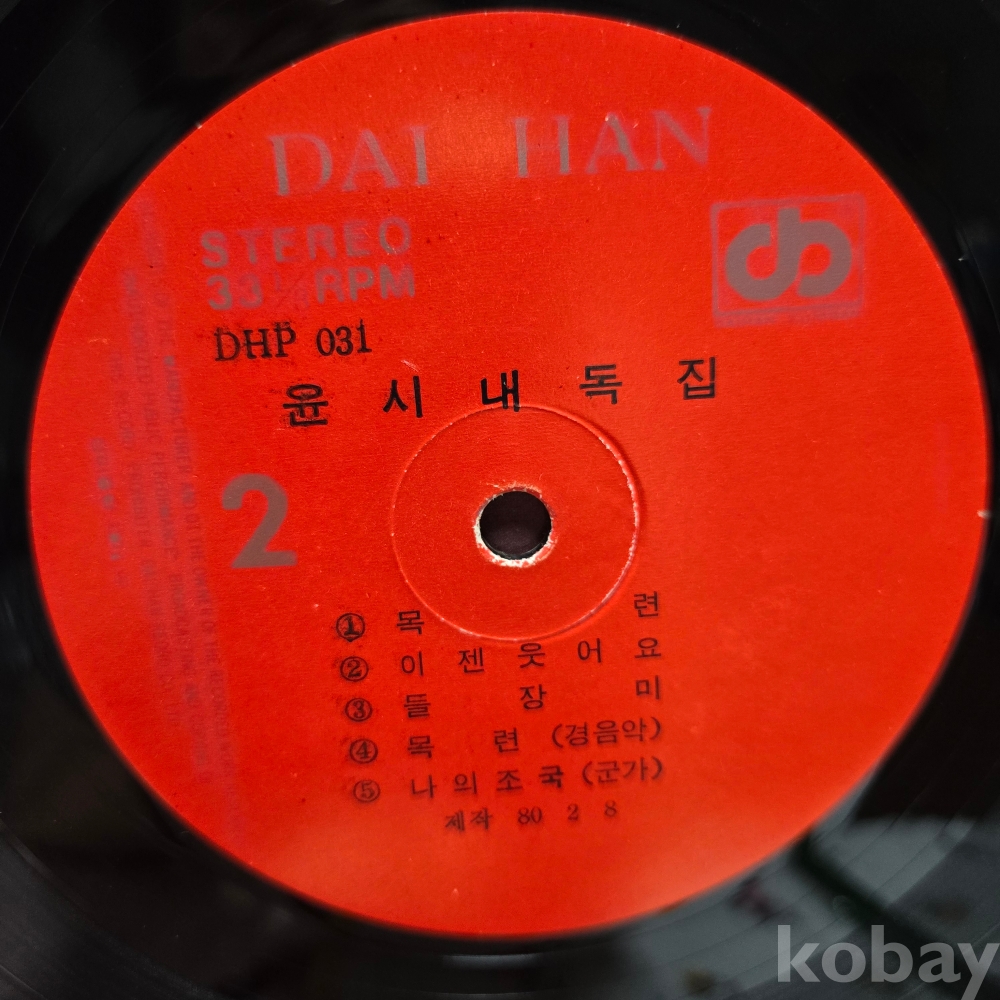 DAI HAN
STEREO
33⅓ RPM
DHP 031
윤 시 내 독 집
2
① 목 련
② 이 젠 웃 어 요
③ 들 장 미
④ 목 련 (경음악)
⑤ 나 의 조 국 (군가)
제작 80 2 8
kobay